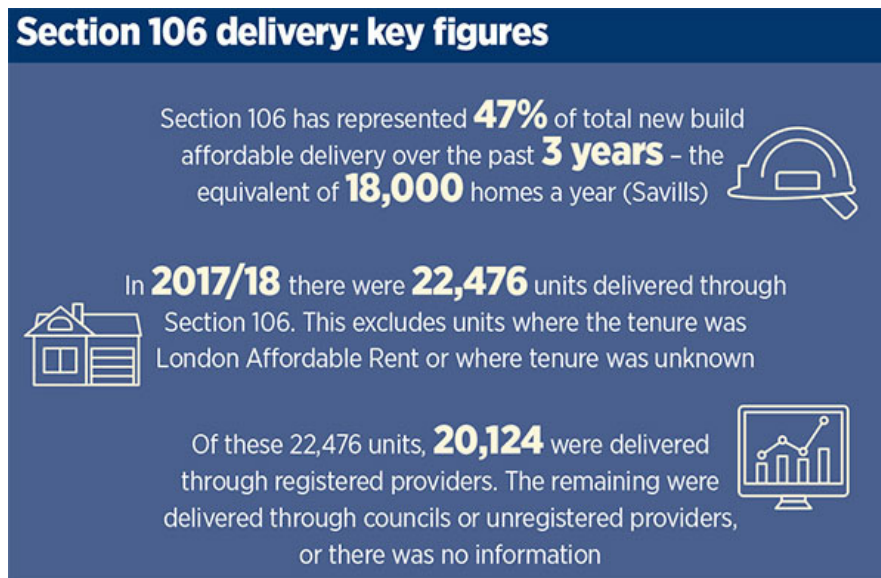 Section 106 delivery: key figures
Section 106 has represented 47% of total new build
affordable delivery over the past 3 years – the
equivalent of 18,000 homes a year (Savills)
In 2017/18 there were 22,476 units delivered through
Section 106. This excludes units where the tenure was
London Affordable Rent or where tenure was unknown
Of these 22,476 units, 20,124 were delivered
through registered providers. The remaining were
delivered through councils or unregistered providers,
or there was no information